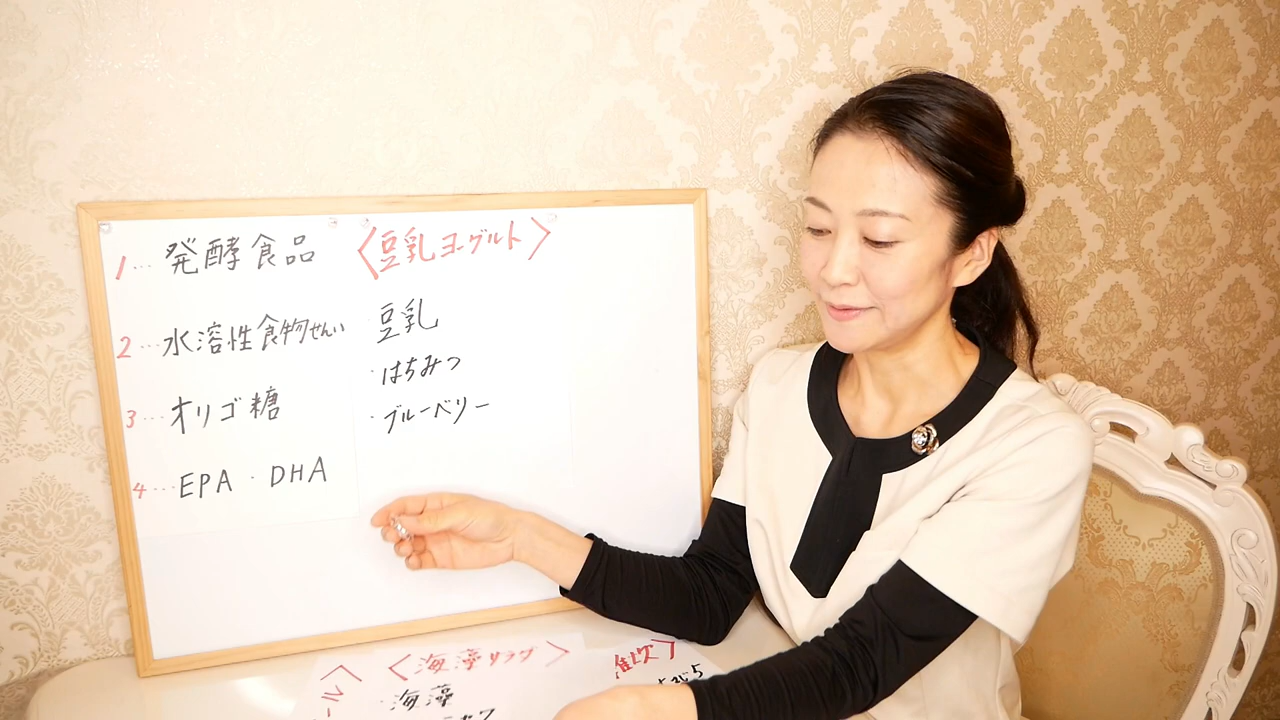 1… 発酵食品
2… 水溶性食物せんい
3… オリゴ糖
4… EPA・DHA
〈豆乳ヨーグルト〉
・豆乳
・はちみつ
・ブルーベリー
〈海藻サラダ〉
・海藻